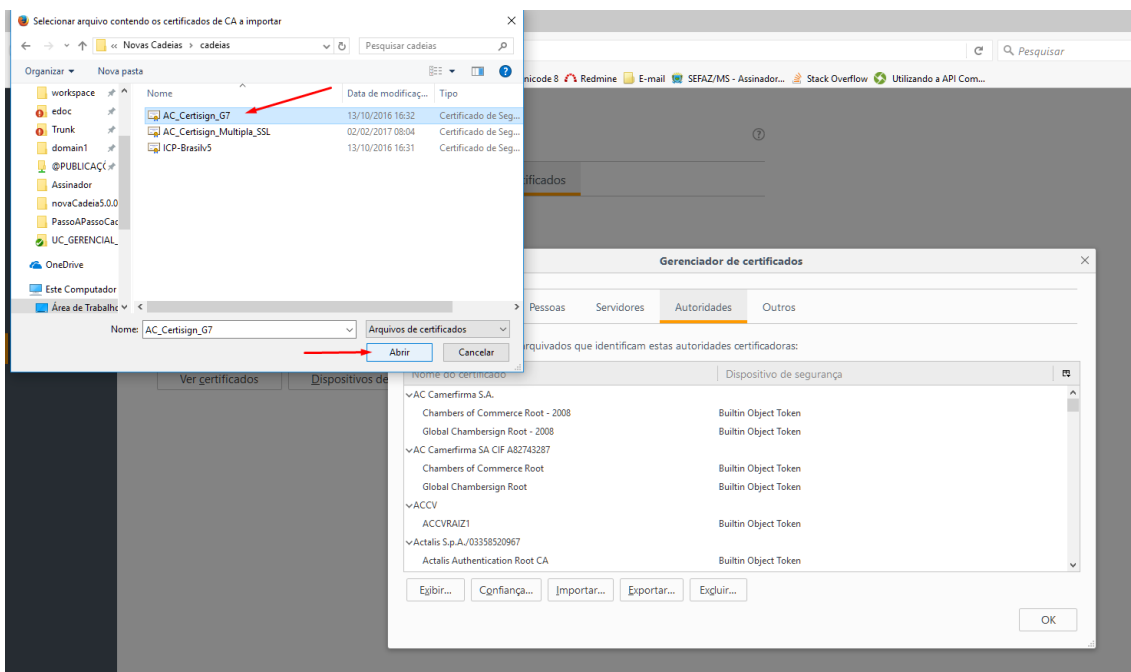 Selecionar arquivo contendo os certificados de CA a importar
« Novas Cadeias › cadeias
Pesquisar cadeias
Pesquisar
Organizar
Nova pasta
nicode 8 Redmine E-mail SEFAZ/MS - Assinador... Stack Overflow Utilizando a API Com...
workspace
edoc
Trunk
domain1
@PUBLICAÇÕ
Assinador
novaCadeia5.0.0
PassoAPassoCad
UC_GERENCIAL_
OneDrive
Este Computador
Área de Trabalho
Nome Data de modificaç... Tipo
AC_Certisign_G7 13/10/2016 16:32 Certificado de Seg...
AC_Certisign_Multipla_SSL 02/02/2017 08:04 Certificado de Seg...
ICP-Brasilv5 13/10/2016 16:31 Certificado de Seg...
Nome: AC_Certisign_G7 Arquivos de certificados
Abrir Cancelar
ificados
Ver certificados Dispositivos de
Gerenciador de certificados
Pessoas Servidores Autoridades Outros
arquivados que identificam estas autoridades certificadoras:
Nome do certificado Dispositivo de segurança
AC Camerfirma S.A.
Chambers of Commerce Root - 2008 Builtin Object Token
Global Chambersign Root - 2008 Builtin Object Token
AC Camerfirma SA CIF A82743287
Chambers of Commerce Root Builtin Object Token
Global Chambersign Root Builtin Object Token
ACCV
ACCVRAIZ1 Builtin Object Token
Actalis S.p.A./03358520967
Actalis Authentication Root CA Builtin Object Token
Exibir... Confiança... Importar... Exportar... Excluir...
OK